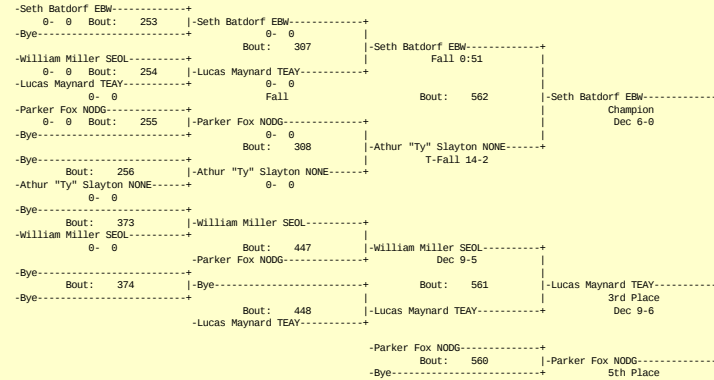 -Seth Batdorf EBW-------------+
0- 0 Bout: 253 |-Seth Batdorf EBW-------------+
-Bye--------------------------+ 0- 0 |
Bout: 307 |-Seth Batdorf EBW-------------+
-William Miller SEOL----------+ | Fall 0:51 |
0- 0 Bout: 254 |-Lucas Maynard TEAY-----------+ |
-Lucas Maynard TEAY-----------+ 0- 0 |
0- 0 Fall Bout: 562 |-Seth Batdorf EBW-------------
-Parker Fox NODG--------------+ | Champion
0- 0 Bout: 255 |-Parker Fox NODG--------------+ | Dec 6-0
-Bye--------------------------+ 0- 0 | |
Bout: 308 |-Athur "Ty" Slayton NONE------+
-Bye--------------------------+ | T-Fall 14-2
Bout: 256 |-Athur "Ty" Slayton NONE------+
-Athur "Ty" Slayton NONE------+ 0- 0
0- 0
-Bye--------------------------+
Bout: 373 |-William Miller SEOL----------+
-William Miller SEOL----------+ |
0- 0 Bout: 447 |-William Miller SEOL----------+
-Parker Fox NODG--------------+ Dec 9-5 |
-Bye--------------------------+ |
Bout: 374 |-Bye--------------------------+ Bout: 561 |-Lucas Maynard TEAY-----------
-Bye--------------------------+ | | 3rd Place
Bout: 448 |-Lucas Maynard TEAY-----------+ Dec 9-6
-Lucas Maynard TEAY-----------+
-Parker Fox NODG--------------+
Bout: 560 |-Parker Fox NODG--------------
-Bye--------------------------+ 5th Place